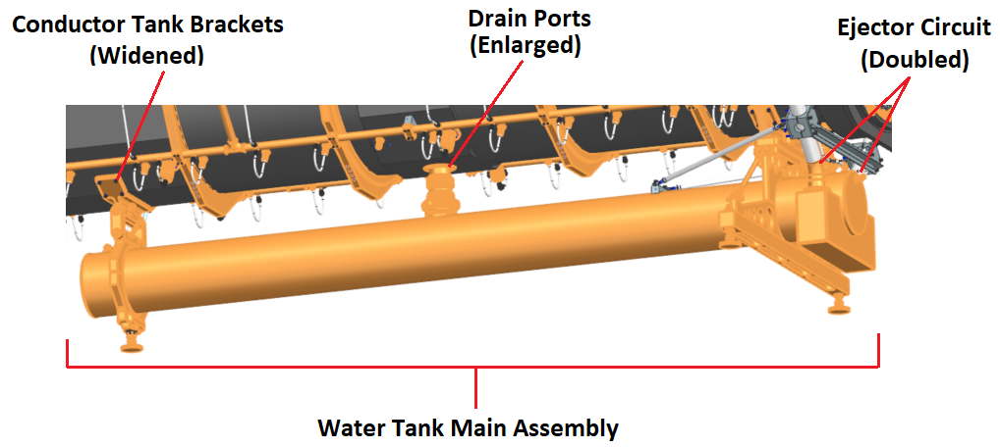 Conductor Tank Brackets
(Widened)
Drain Ports
(Enlarged)
Ejector Circuit
(Doubled)
Water Tank Main Assembly